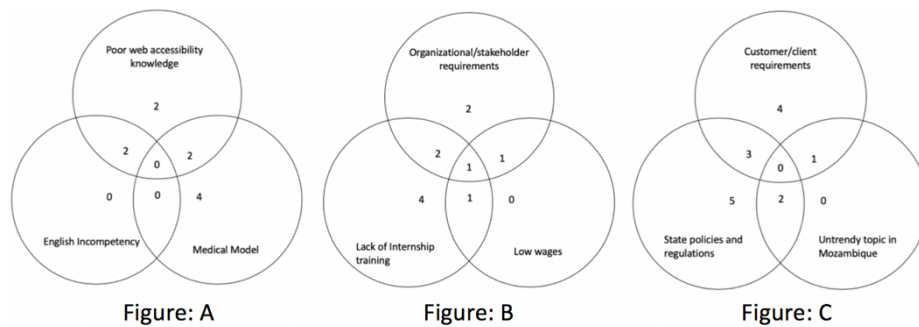 Poor web accessibility
knowledge
2
2
0
2
0
0
4
English Incompetency
Medical Model
Figure: A
Organizational/stakeholder
requirements
2
2
1
1
4
1
0
Lack of Internship
training
Low wages
Figure: B
Customer/client
requirements
4
3
0
1
5
2
0
State policies and
regulations
Untrendy topic in
Mozambique
Figure: C